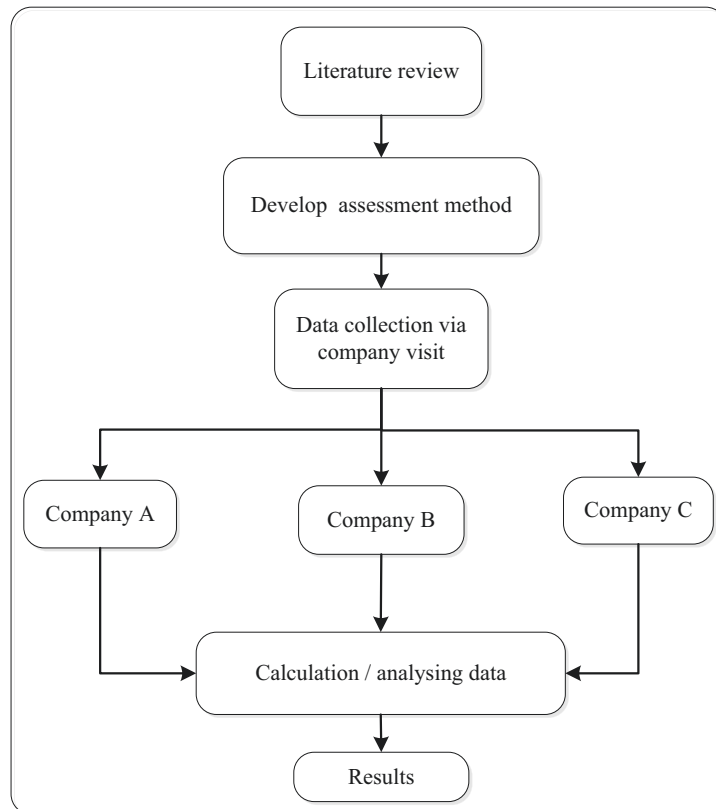 Literature review
Develop assessment method
Data collection via
company visit
Company A
Company B
Company C
Calculation / analysing data
Results